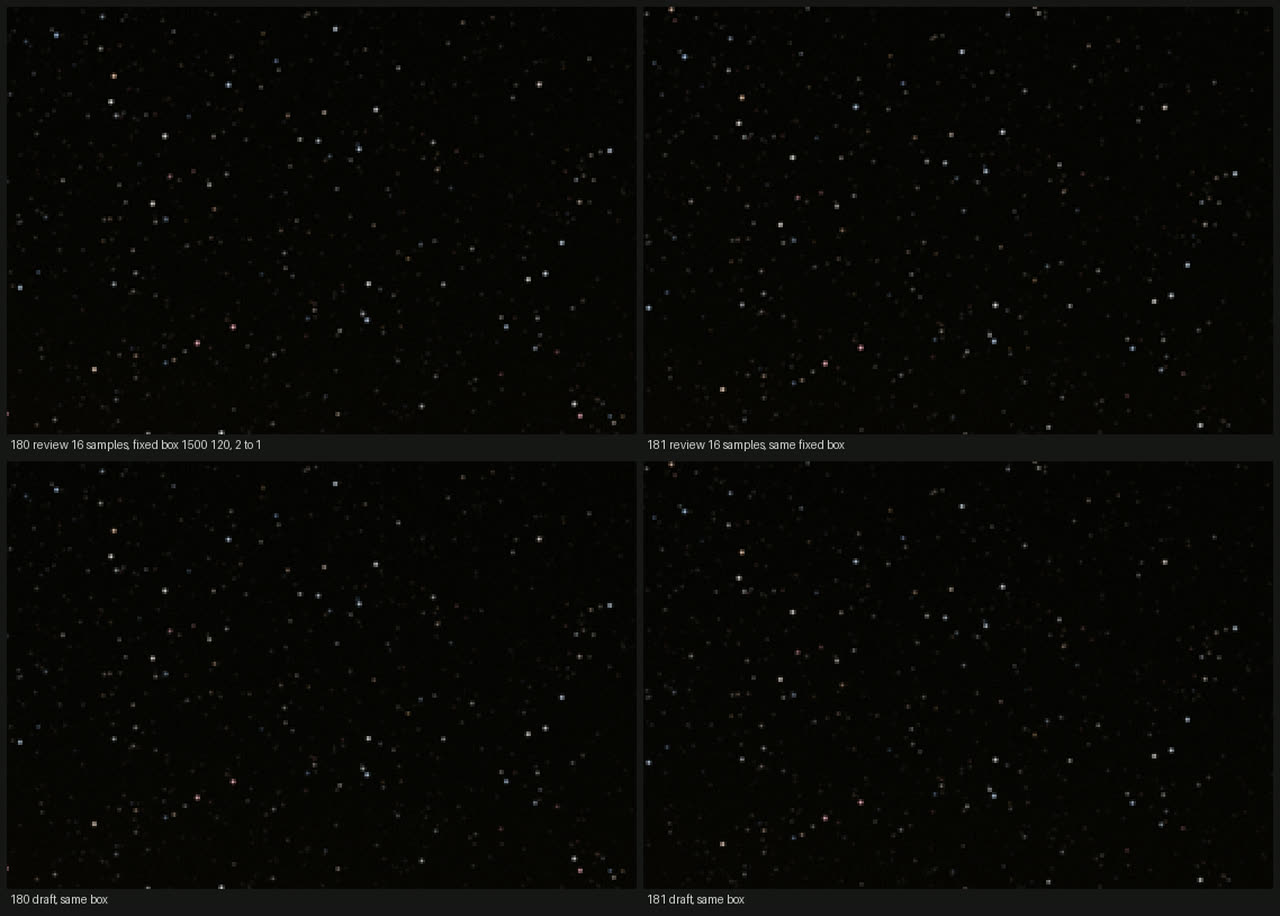 180 review 16 samples, fixed box 1500 120, 2 to 1
181 review 16 samples, same fixed box
180 draft, same box
181 draft, same box